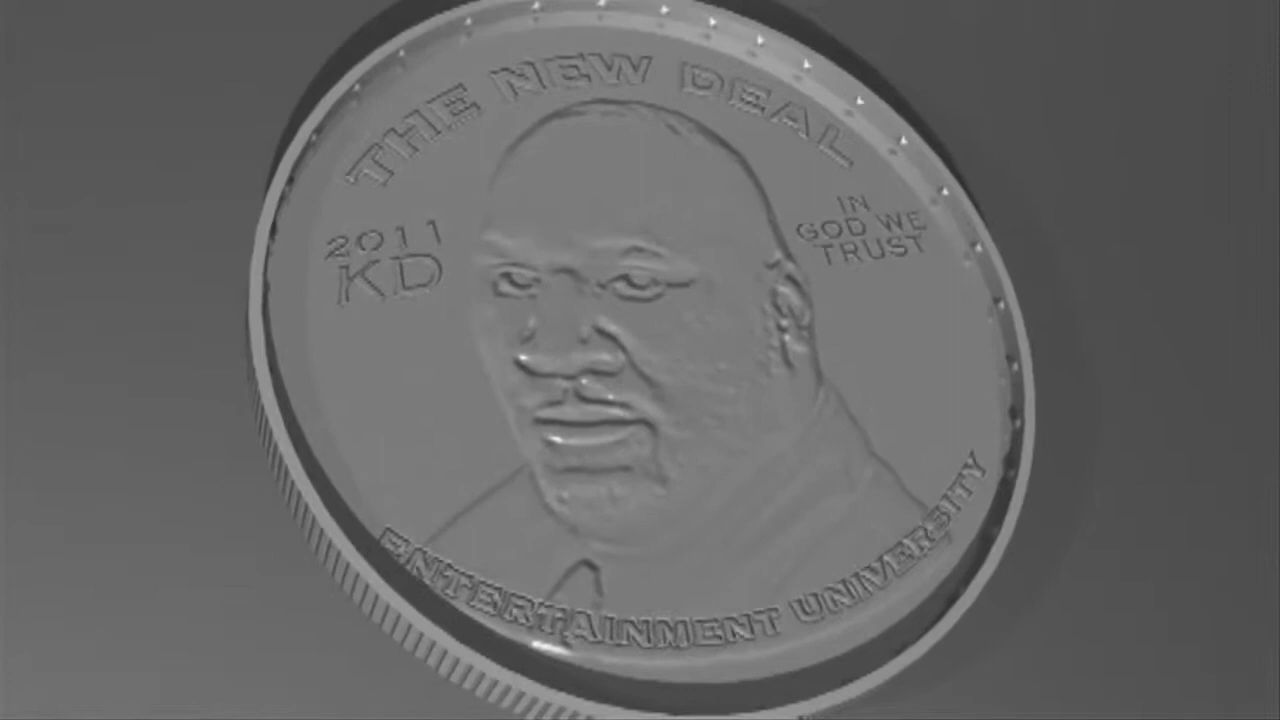 THE NEW DEAL
2011
KD
IN
GOD WE
TRUST
ENTERTAINMENT UNIVERSITY